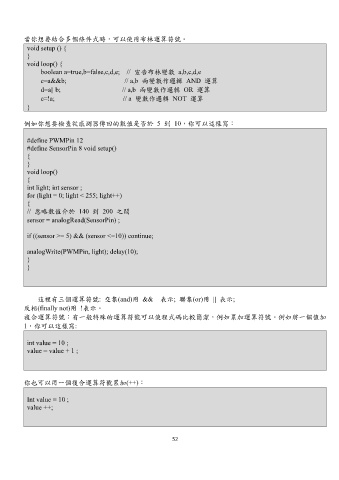 當你想要結合多個條件式時，可以使用布林運算符號。
void setup () {
}
void loop() {
boolean a=true,b=false,c,d,e; // 宣告布林變數 a,b,c,d,e
c=a&&b; // a,b 兩變數作邏輯 AND 運算
d=a|| b; // a,b 兩變數作邏輯 OR 運算
e=!a; // a 變數作邏輯 NOT 運算
}
例如你想要檢查從感測器傳回的數值是否於 5 到 10，你可以這樣寫：
#define PWMPin 12
#define SensorPin 8 void setup()
{
}
void loop()
{
int light; int sensor ;
for (light = 0; light < 255; light++)
{
// 忽略數值介於 140 到 200 之間
sensor = analogRead(SensorPin) ;
if ((sensor >= 5) && (sensor <=10)) continue;
analogWrite(PWMPin, light); delay(10);
}
}
這裡有三個運算符號: 交集(and)用 && 表示; 聯集(or)用 || 表示;
反相(finally not)用 !表示。
複合運算符號：有一般特殊的運算符號可以使程式碼比較簡潔，例如累加運算符號。例如將一個值加
1，你可以這樣寫:
int value = 10 ;
value = value + 1 ;
你也可以用一個複合運算符號累加(++)：
Int value = 10 ;
value ++;
52